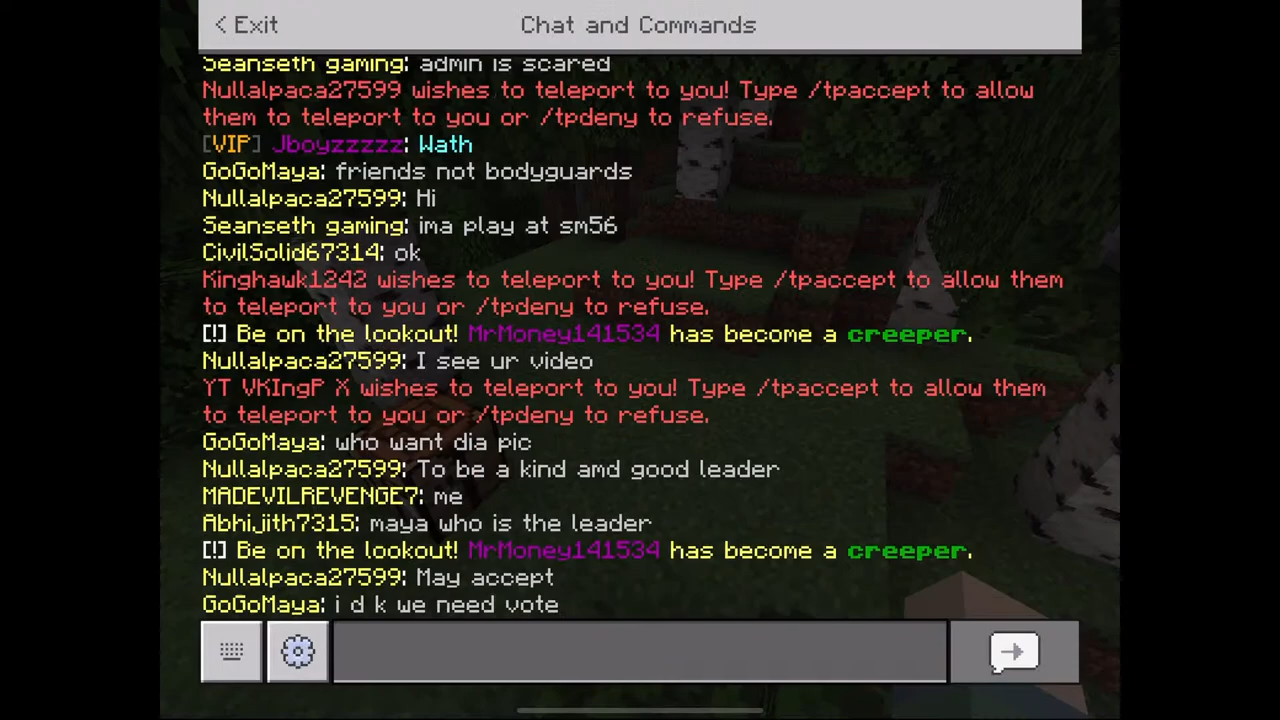 < Exit
Chat and Commands
Seanseth gaming: admin is scared
Nullalpaca27599 wishes to teleport to you! Type /tpaccept to allow
them to teleport to you or /tpdeny to refuse.
[VIP] Jboyzzzzz: Wath
GoGoMaya: friends not bodyguards
Nullalpaca27599: Hi
Seanseth gaming: ima play at sm56
CivilSolid67314: ok
Kinghawk1242 wishes to teleport to you! Type /tpaccept to allow them
to teleport to you or /tpdeny to refuse.
[!] Be on the lookout! MrMoney141534 has become a creeper.
Nullalpaca27599: I see ur video
YT VKIngP X wishes to teleport to you! Type /tpaccept to allow them
to teleport to you or /tpdeny to refuse.
GoGoMaya: who want dia pic
Nullalpaca27599: To be a kind amd good leader
MADEVILREVENGE7: me
Abhijith7315: maya who is the leader
[!] Be on the lookout! MrMoney141534 has become a creeper.
Nullalpaca27599: May accept
GoGoMaya: i d k we need vote